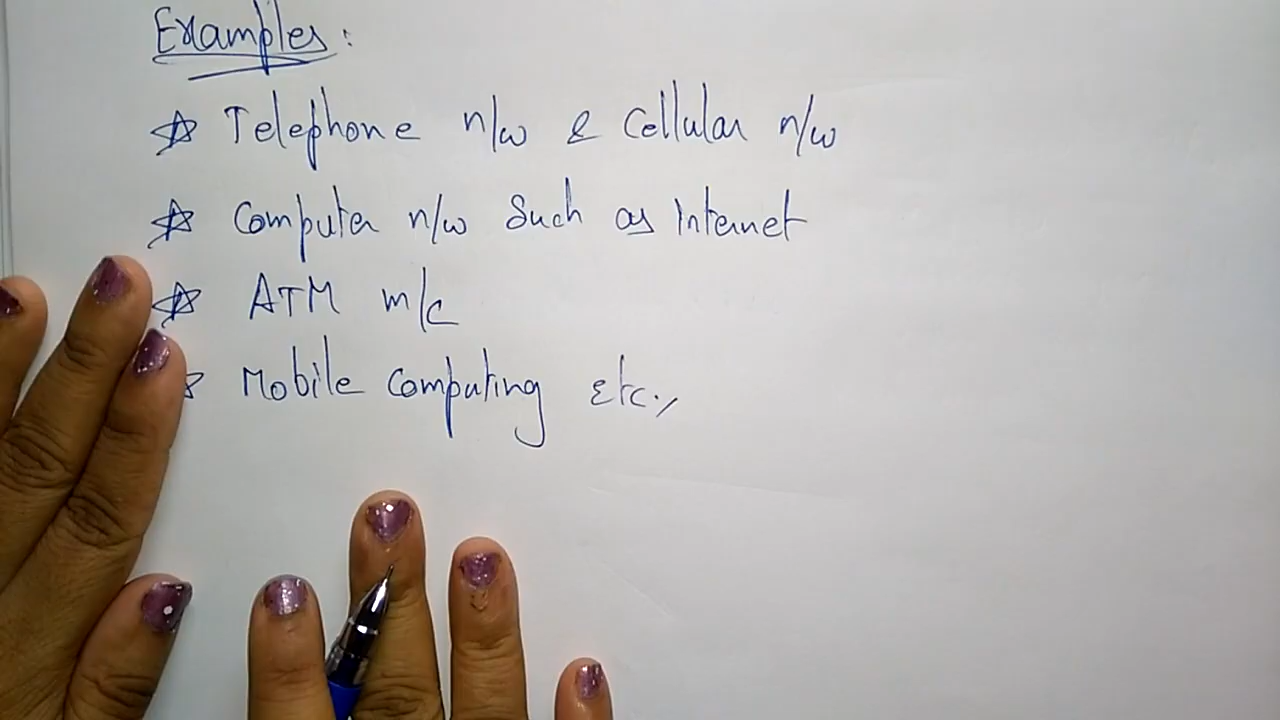 Examples:
☆ Telephone n/w & Cellular n/w
☆ Computer n/w Such as Internet
☆ ATM m/c
☆ Mobile Computing etc.,